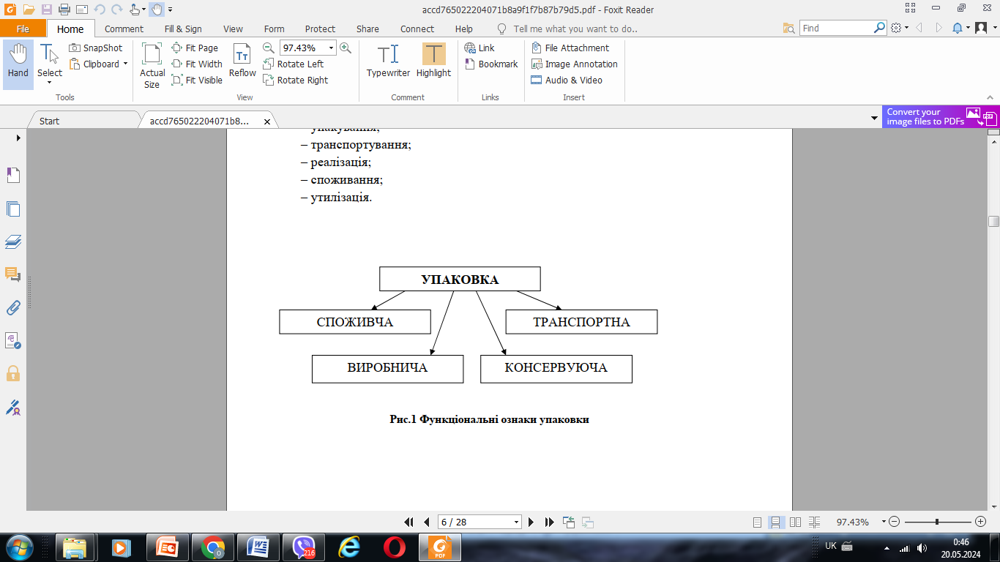 accd765022204071b8a9f1f7b87b79d5.pdf - Foxit Reader
File Home Comment Fill & Sign View Form Protect Share Connect Help Tell me what you want to do.. Find
Hand
Select
SnapShot
Clipboard
Tools
Actual Size
Fit Page
Fit Width
Fit Visible
Reflow
97.43%
Rotate Left
Rotate Right
View
Typewriter
Highlight
Comment
Link
Bookmark
Links
File Attachment
Image Annotation
Audio & Video
Insert
Start
accd765022204071b8...
Convert your
image files to PDFs
– упакування;
– транспортування;
– реалізація;
– споживання;
– утилізація.
УПАКОВКА
СПОЖИВЧА
ТРАНСПОРТНА
ВИРОБНИЧА
КОНСЕРВУЮЧА
Рис.1 Функціональні ознаки упаковки
6 / 28
97.43%
216
PDF
UK
0:46
20.05.2024